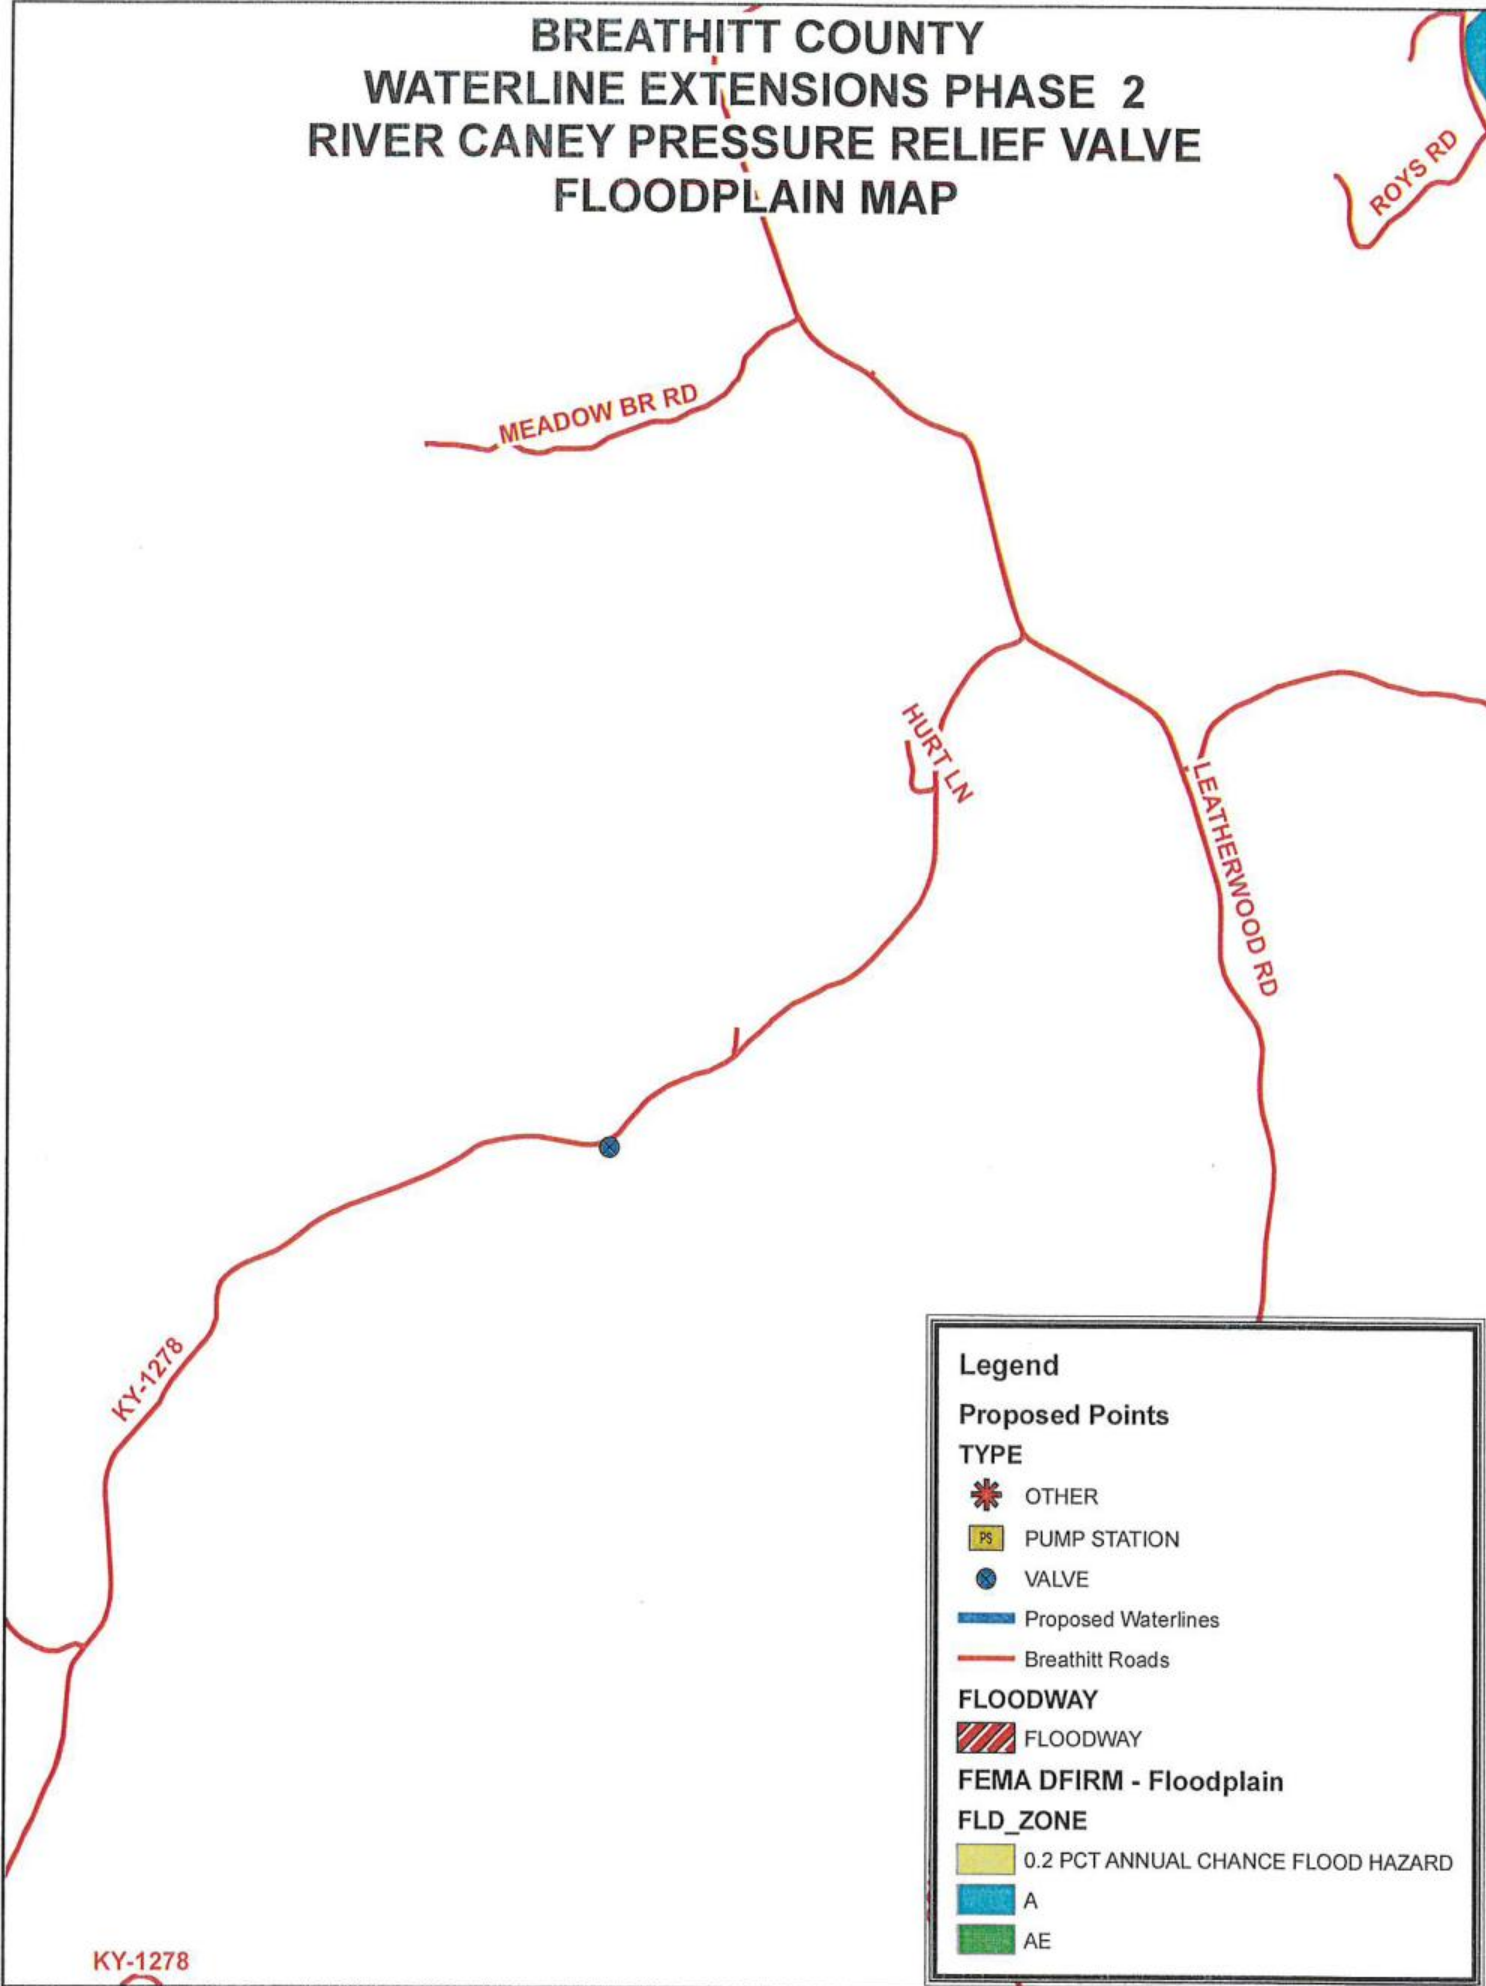 BREATHITT COUNTY
WATERLINE EXTENSIONS PHASE 2
RIVER CANEY PRESSURE RELIEF VALVE
FLOODPLAIN MAP
ROYS RD
MEADOW BR RD
HURT LN
LEATHERWOOD RD
KY-1278
KY-1278
Legend
Proposed Points
TYPE
OTHER
PS PUMP STATION
VALVE
Proposed Waterlines
Breathitt Roads
FLOODWAY
FLOODWAY
FEMA DFIRM - Floodplain
FLD_ZONE
0.2 PCT ANNUAL CHANCE FLOOD HAZARD
A
AE